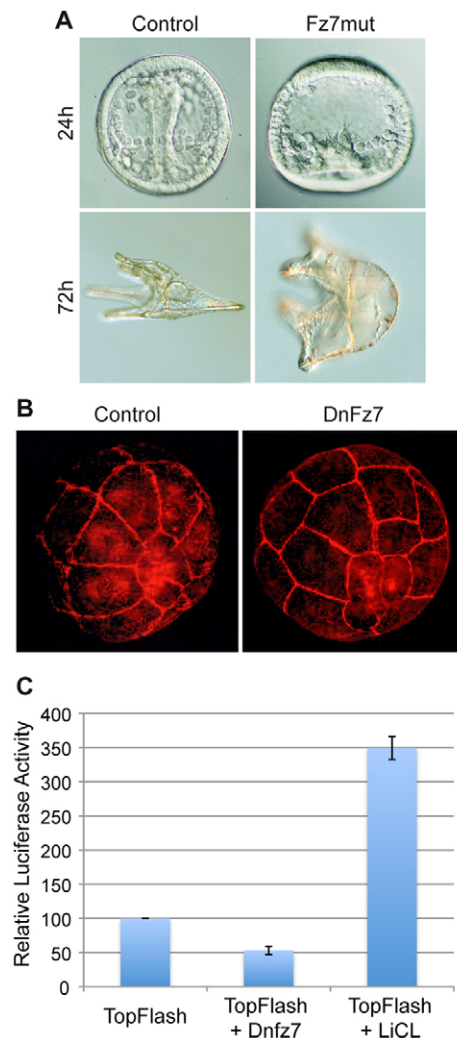 A
Control Fz7mut
24h
72h
B
Control DnFz7
C
Relative Luciferase Activity
400
350
300
250
200
150
100
50
0
TopFlash
TopFlash
+ Dnfz7
TopFlash
+ LiCL